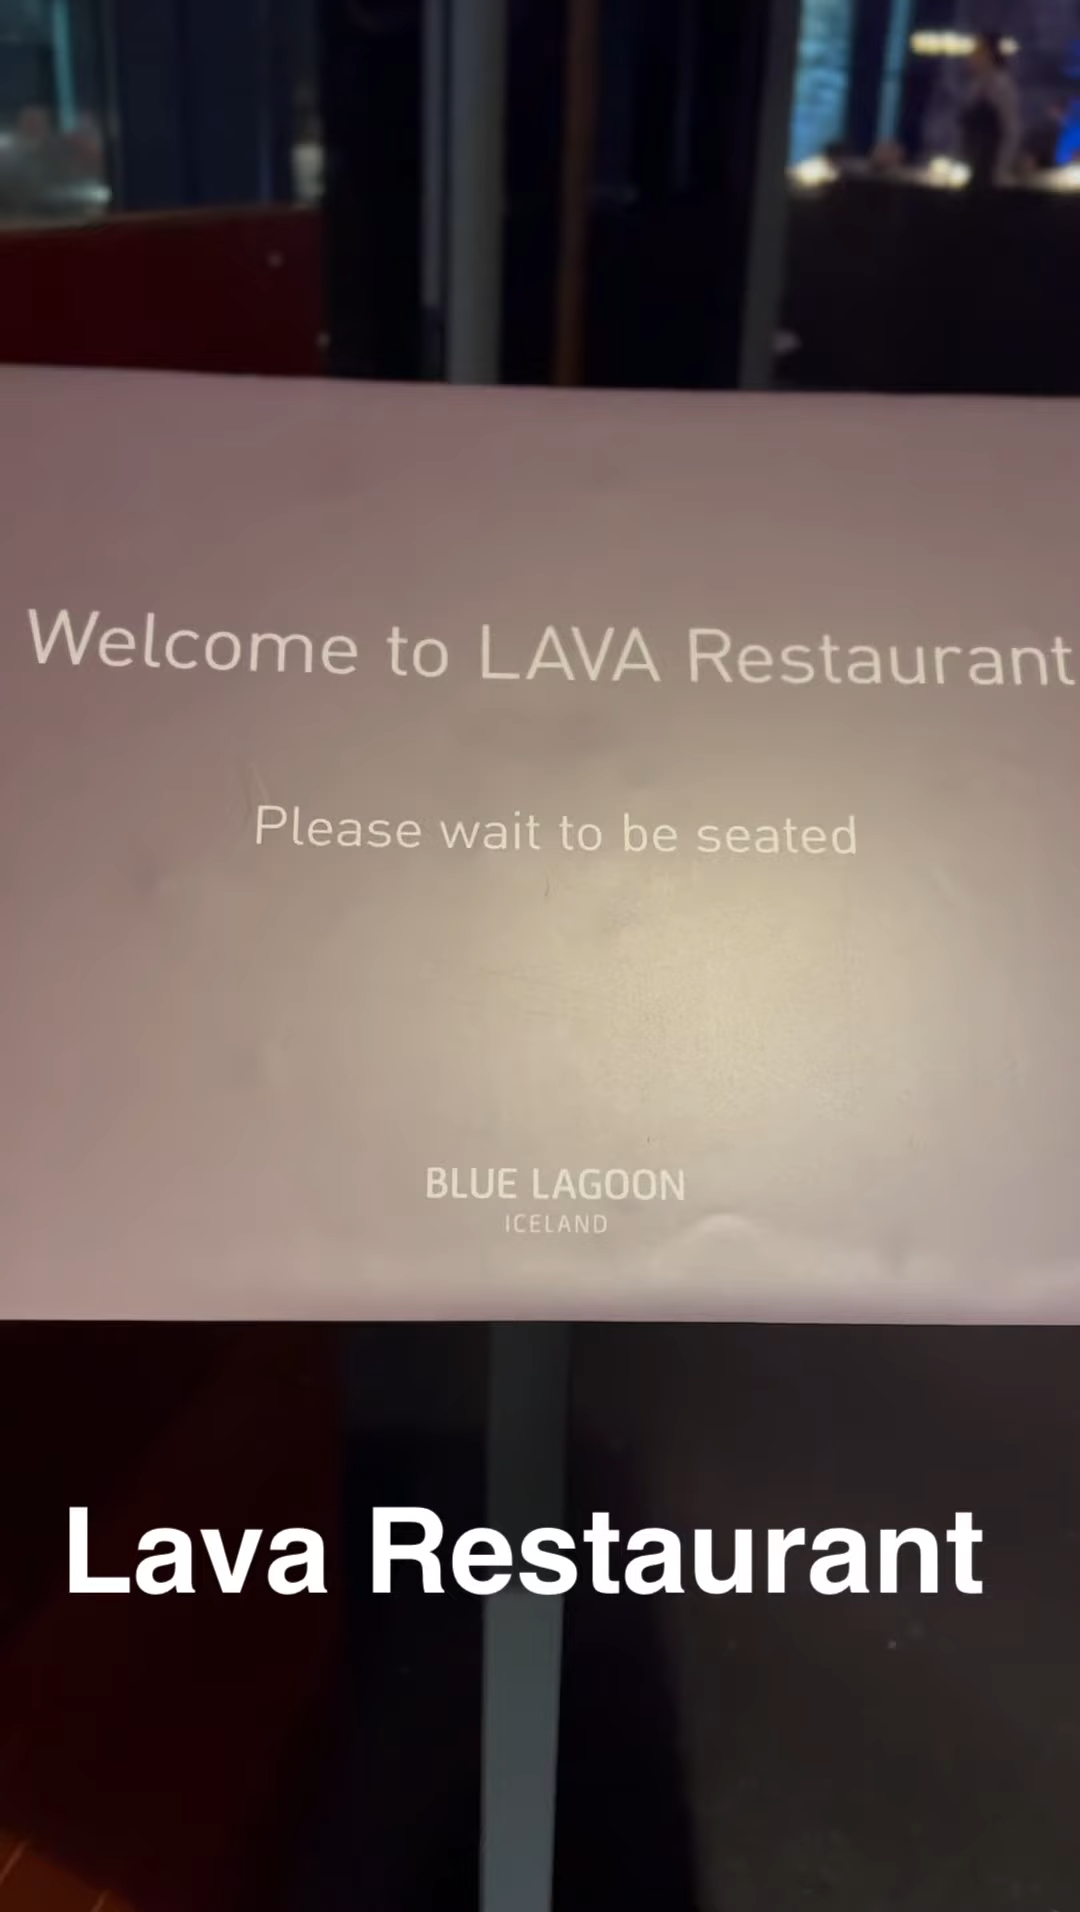 Welcome to LAVA Restaurant
Please wait to be seated
BLUE LAGOON
ICELAND
Lava Restaurant